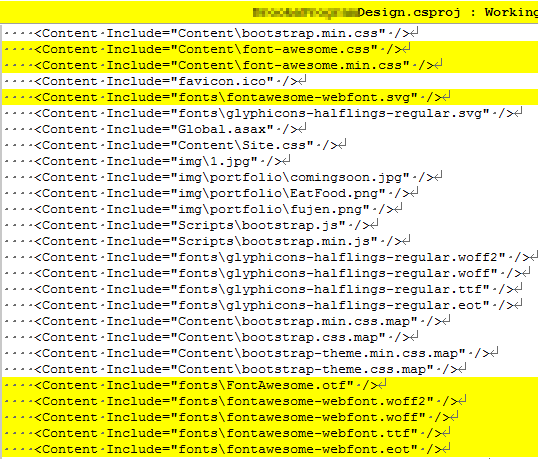 Design.csproj : Working
<Content Include="Content\bootstrap.min.css" />
<Content Include="Content\font-awesome.css" />
<Content Include="Content\font-awesome.min.css" />
<Content Include="favicon.ico" />
<Content Include="fonts\fontawesome-webfont.svg" />
<Content Include="fonts\glyphicons-halflings-regular.svg" />
<Content Include="Global.asax" />
<Content Include="Content\Site.css" />
<Content Include="img\1.jpg" />
<Content Include="img\portfolio\comingsoon.jpg" />
<Content Include="img\portfolio\EatFood.png" />
<Content Include="img\portfolio\fujen.png" />
<Content Include="Scripts\bootstrap.js" />
<Content Include="Scripts\bootstrap.min.js" />
<Content Include="fonts\glyphicons-halflings-regular.woff2" />
<Content Include="fonts\glyphicons-halflings-regular.woff" />
<Content Include="fonts\glyphicons-halflings-regular.ttf" />
<Content Include="fonts\glyphicons-halflings-regular.eot" />
<Content Include="Content\bootstrap.min.css.map" />
<Content Include="Content\bootstrap.css.map" />
<Content Include="Content\bootstrap-theme.min.css.map" />
<Content Include="Content\bootstrap-theme.css.map" />
<Content Include="fonts\FontAwesome.otf" />
<Content Include="fonts\fontawesome-webfont.woff2" />
<Content Include="fonts\fontawesome-webfont.woff" />
<Content Include="fonts\fontawesome-webfont.ttf" />
<Content Include="fonts\fontawesome-webfont.eot" />